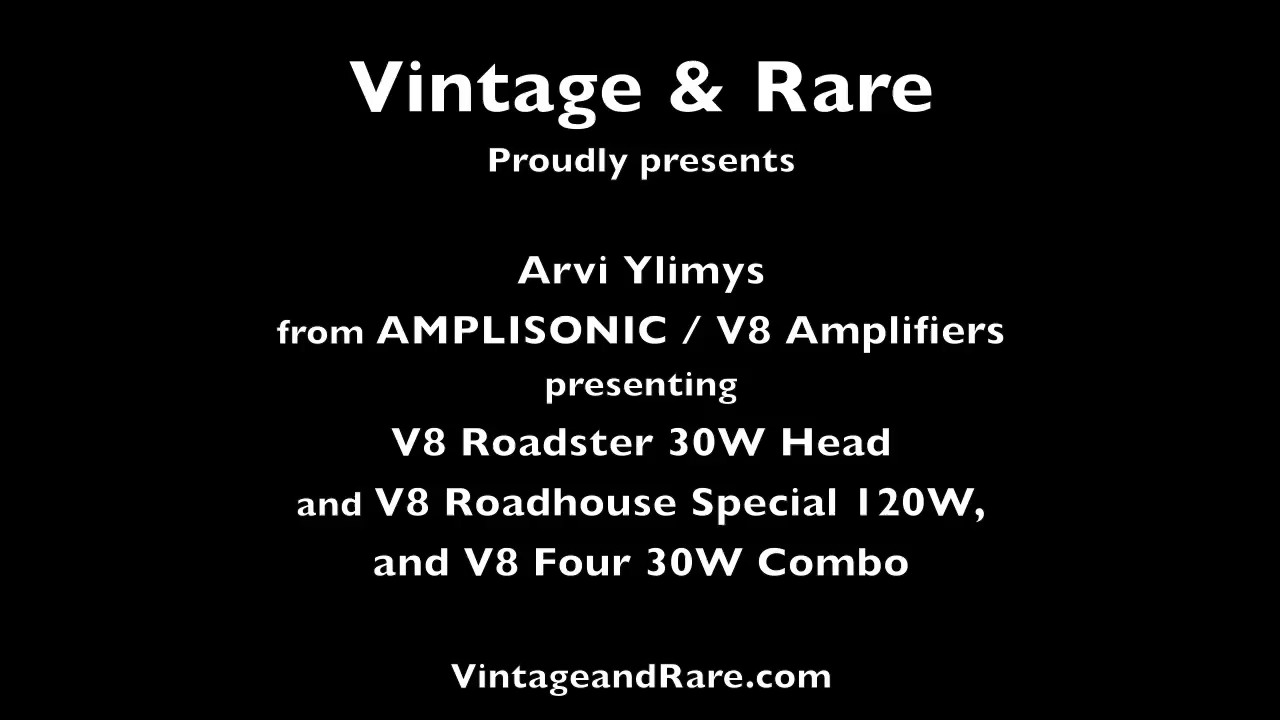 Vintage & Rare
Proudly presents
Arvi Ylimys
from AMPLISONIC / V8 Amplifiers
presenting
V8 Roadster 30W Head
and V8 Roadhouse Special 120W,
and V8 Four 30W Combo
VintageandRare.com